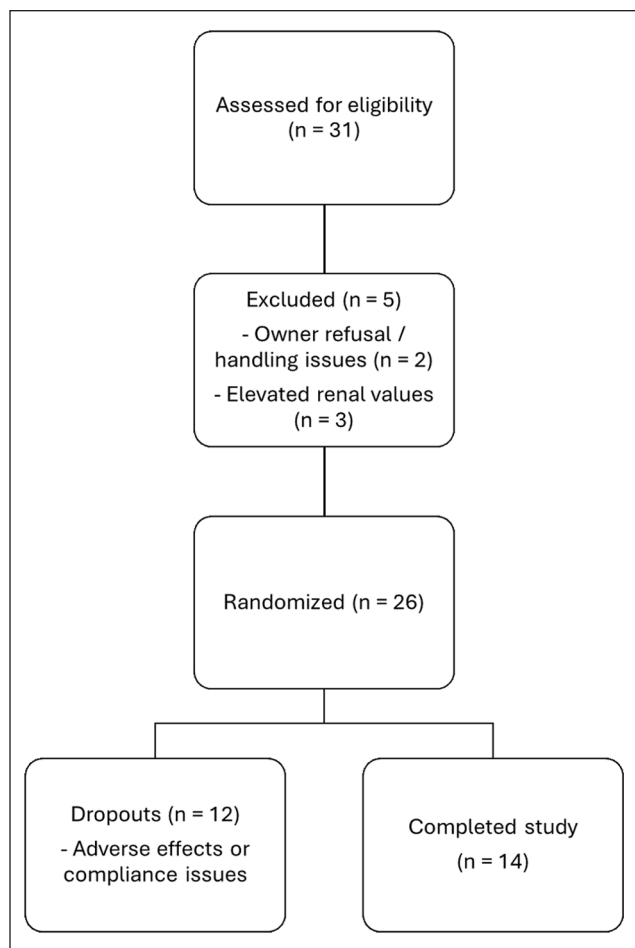 Assessed for eligibility
(n = 31)
Excluded (n = 5)
- Owner refusal /
handling issues (n = 2)
- Elevated renal values
(n = 3)
Randomized (n = 26)
Dropouts (n = 12)
- Adverse effects or
compliance issues
Completed study
(n = 14)